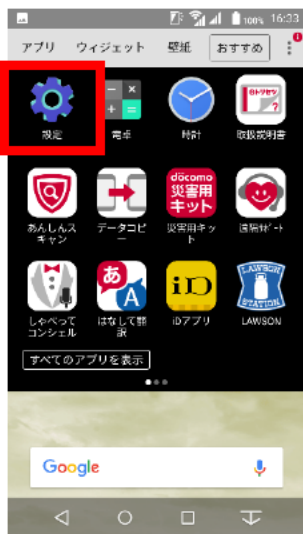 100% 16:33
アプリ ウィジェット 壁紙 おすすめ
設定 電卓 時計 取扱説明書
あんしんス
キャン
データコピ
ー
docomo
災害用
キット
災害用キッ
ト
遠隔サポート
あ
A
iD
LAWSON
STATION
しゃべって
コンシェル
はなして翻
訳
iDアプリ
LAWSON
すべてのアプリを表示
Google